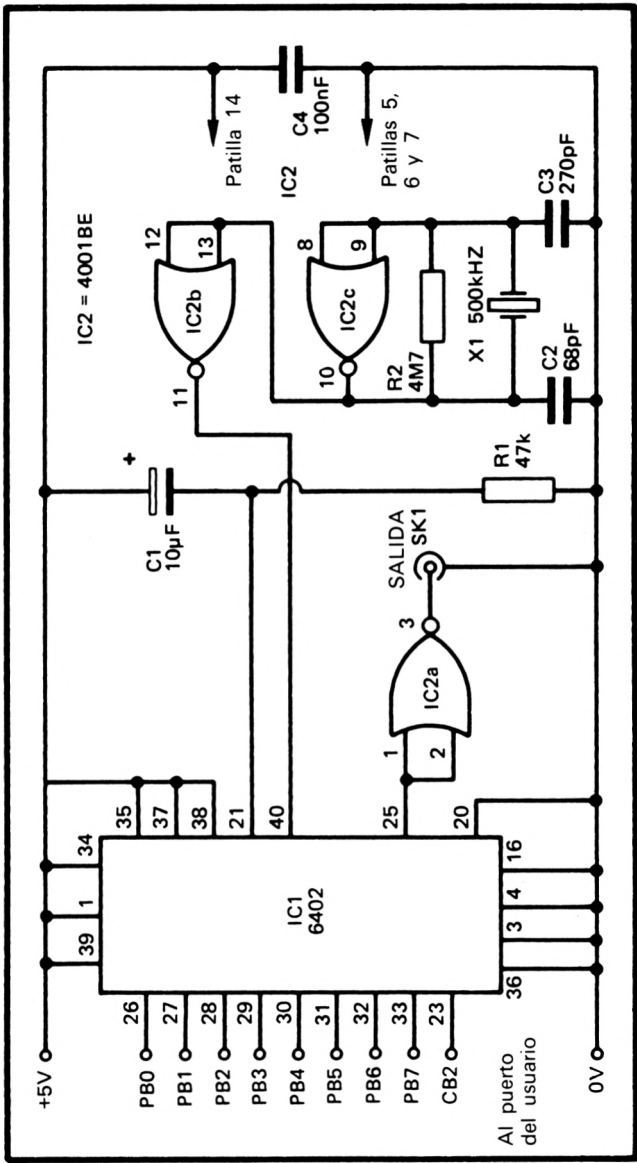 +5V
PB0
PB1
PB2
PB3
PB4
PB5
PB6
PB7
CB2
Al puerto
del usuario
0V
26
27
28
29
30
31
32
33
23
39
1
34
IC1
6402
36
3
4
16
35
37
38
21
40
25
20
1
2
IC2a
3
SALIDA
SK1
C1
10µF
+
R1
47k
11
IC2b
12
13
IC2 = 4001BE
10
IC2c
8
9
R2
4M7
X1 500kHZ
C2
68pF
C3
270pF
IC2
Patilla 14
C4
100nF
Patillas 5,
6 y 7